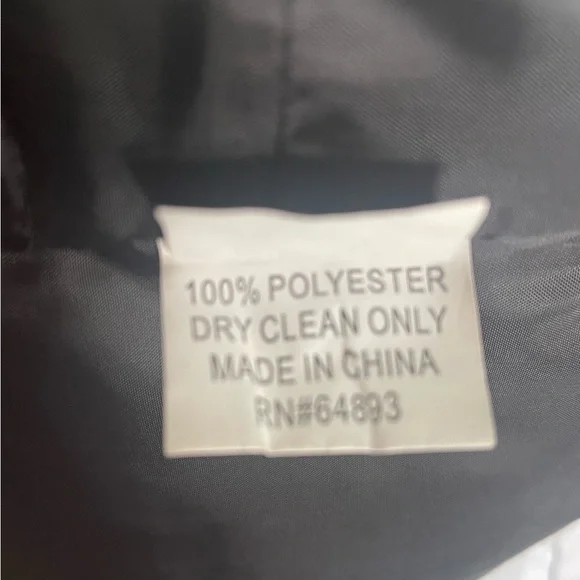 100% POLYESTER
DRY CLEAN ONLY
MADE IN CHINA
RN#64893